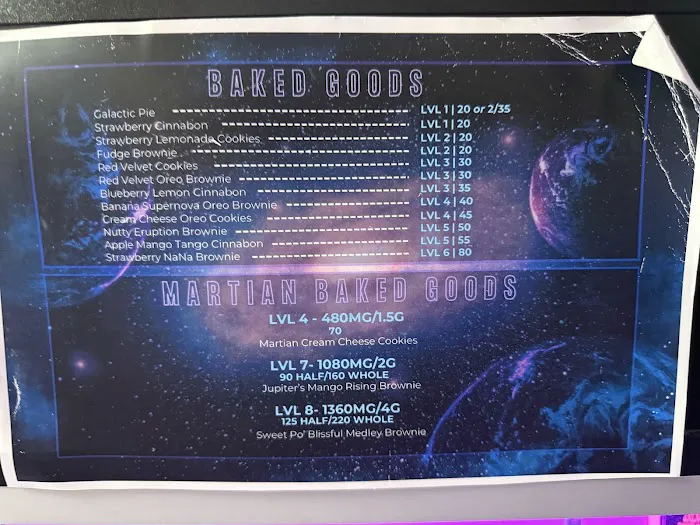 BAKED GOODS
Galactic Pie LVL 1 | 20 or 2/35
Strawberry Cinnabon LVL 1 | 20
Strawberry Lemonade Cookies LVL 2 | 20
Fudge Brownie LVL 2 | 20
Red Velvet Cookies LVL 3 | 30
Red Velvet Oreo Brownie LVL 3 | 30
Blueberry Lemon Cinnabon LVL 3 | 35
Banana Supernova Oreo Brownie LVL 4 | 40
Cream Cheese Oreo Cookies LVL 4 | 45
Nutty Eruption Brownie LVL 5 | 50
Apple Mango Tango Cinnabon LVL 5 | 55
Strawberry NaNa Brownie LVL 6 | 80
MARTIAN BAKED GOODS
LVL 4 - 480MG/1.5G
70
Martian Cream Cheese Cookies
LVL 7- 1080MG/2G
90 HALF/160 WHOLE
Jupiter's Mango Rising Brownie
LVL 8- 1360MG/4G
125 HALF/220 WHOLE
Sweet Po' Blissful Medley Brownie